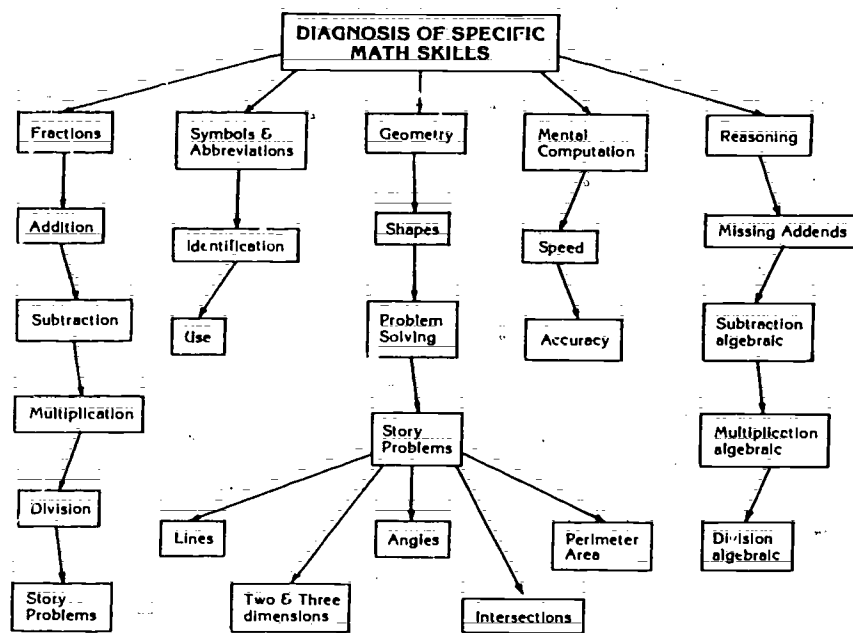 DIAGNOSIS OF SPECIFIC
MATH SKILLS
Fractions
Symbols &
Abbreviations
Geometry
Mental
Computation
Reasoning
Addition
Identification
Shapes
Speed
Missing Addends
Subtraction
Use
Problem
Solving
Accuracy
Subtraction
algebraic
Multiplication
Story
Problems
Multiplication
algebraic
Division
Lines
Angles
Perimeter
Area
Division
algebraic
Story
Problems
Two & Three
dimensions
Intersections